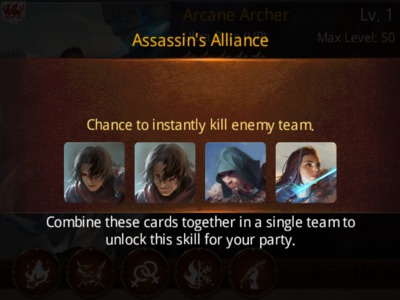 Arcane Archer
Lv. 1
Assassin's Alliance
Max Level: 50
Chance to instantly kill enemy team.
Combine these cards together in a single team to
unlock this skill for your party.